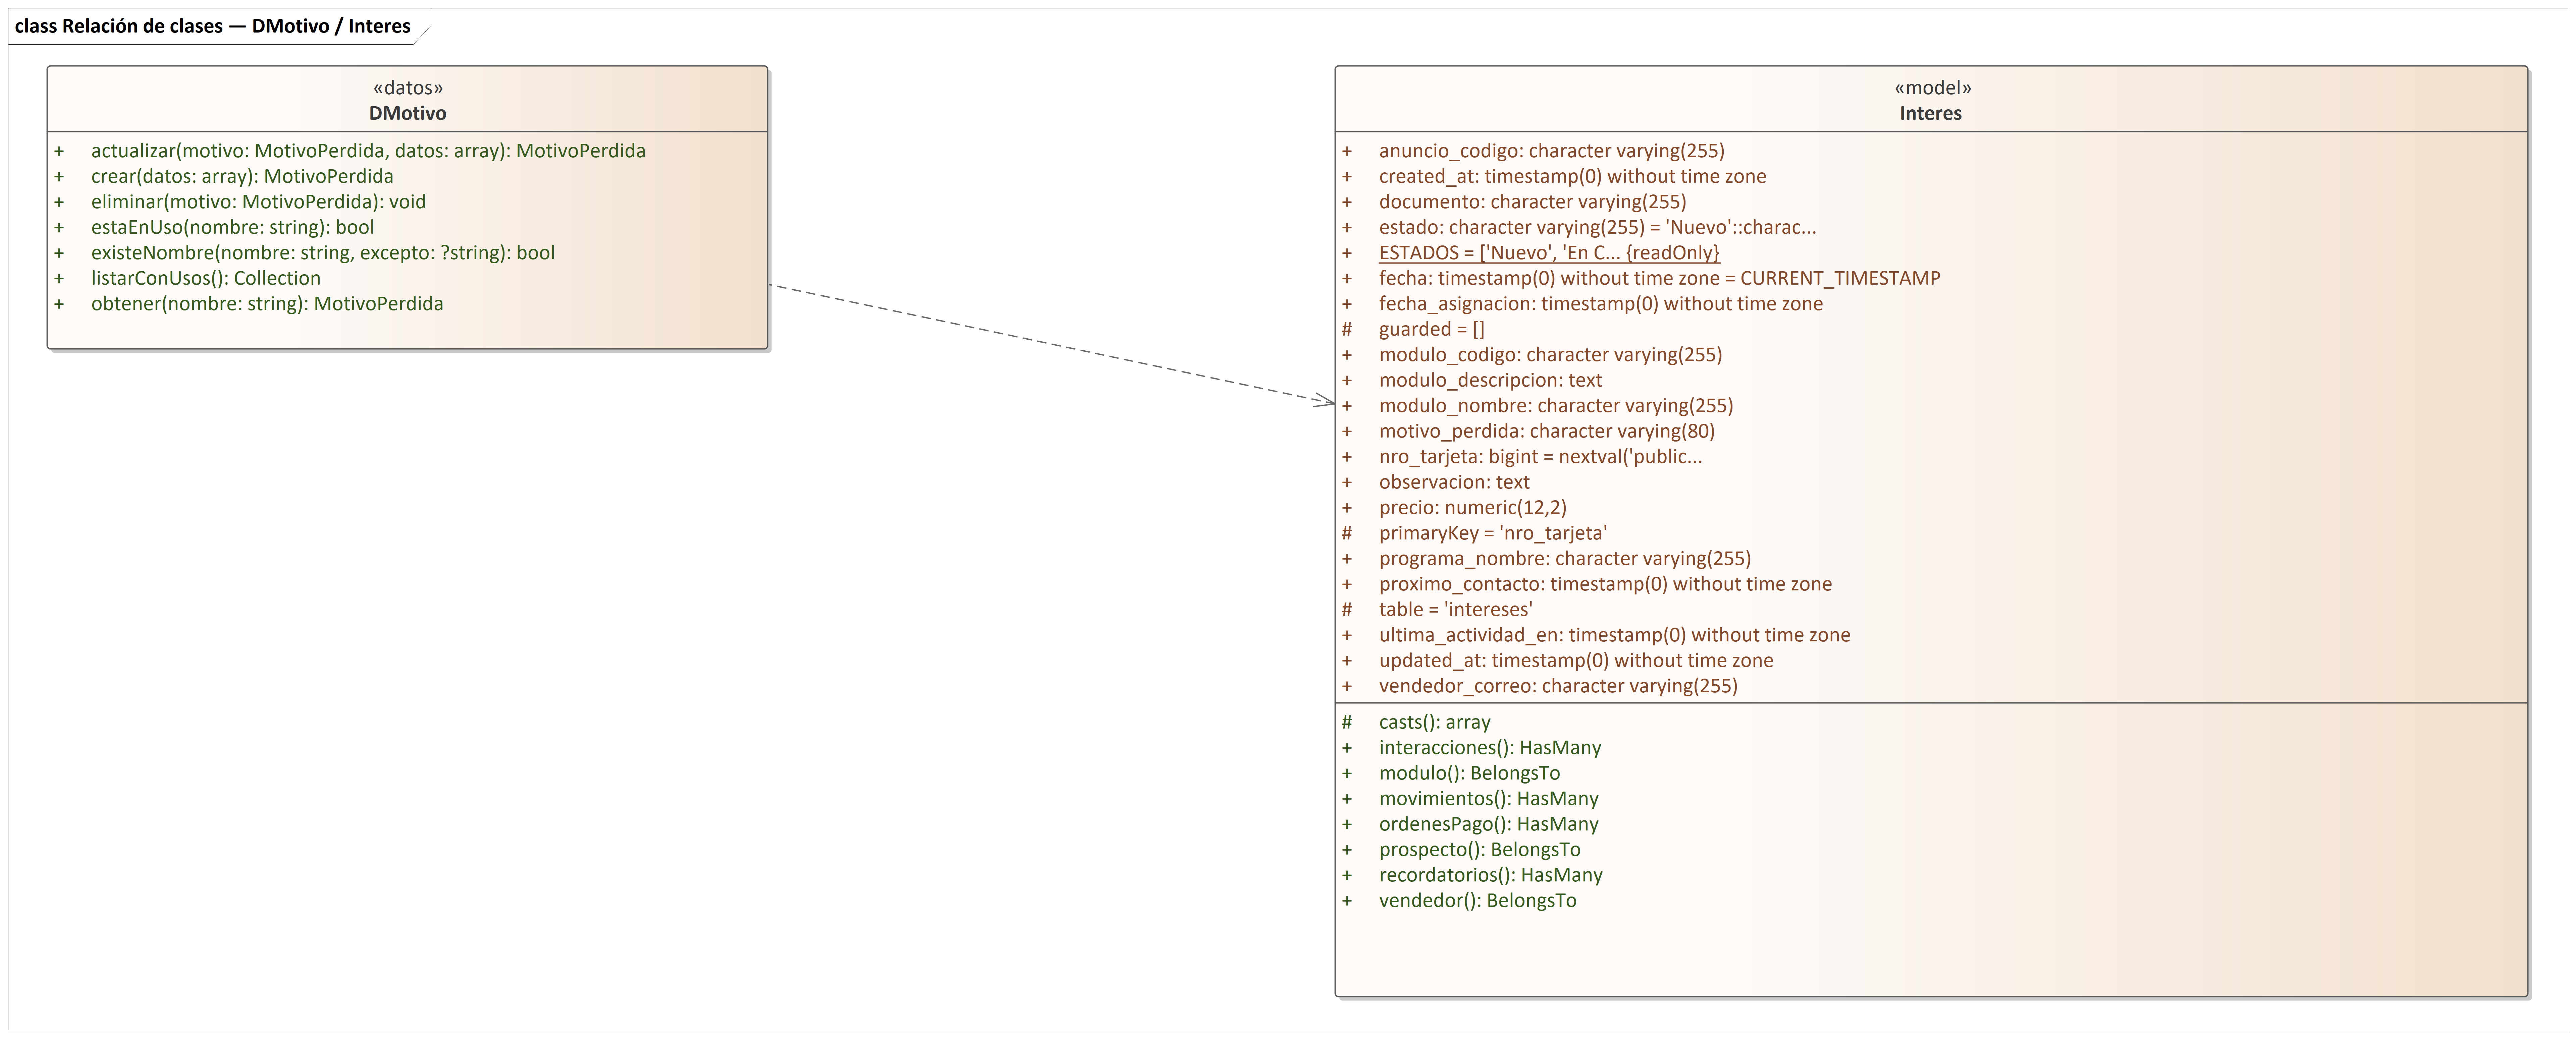 class Relación de clases — DMotivo / Interes
«datos»
DMotivo
+ actualizar(motivo: MotivoPerdida, datos: array): MotivoPerdida
+ crear(datos: array): MotivoPerdida
+ eliminar(motivo: MotivoPerdida): void
+ estaEnUso(nombre: string): bool
+ existeNombre(nombre: string, excepto: ?string): bool
+ listarConUsos(): Collection
+ obtener(nombre: string): MotivoPerdida
«model»
Interes
+ anuncio_codigo: character varying(255)
+ created_at: timestamp(0) without time zone
+ documento: character varying(255)
+ estado: character varying(255) = 'Nuevo'::charac...
+ ESTADOS = ['Nuevo', 'En C... {readOnly}
+ fecha: timestamp(0) without time zone = CURRENT_TIMESTAMP
+ fecha_asignacion: timestamp(0) without time zone
# guarded = []
+ modulo_codigo: character varying(255)
+ modulo_descripcion: text
+ modulo_nombre: character varying(255)
+ motivo_perdida: character varying(80)
+ nro_tarjeta: bigint = nextval('public...
+ observacion: text
+ precio: numeric(12,2)
# primaryKey = 'nro_tarjeta'
+ programa_nombre: character varying(255)
+ proximo_contacto: timestamp(0) without time zone
# table = 'intereses'
+ ultima_actividad_en: timestamp(0) without time zone
+ updated_at: timestamp(0) without time zone
+ vendedor_correo: character varying(255)
# casts(): array
+ interacciones(): HasMany
+ modulo(): BelongsTo
+ movimientos(): HasMany
+ ordenesPago(): HasMany
+ prospecto(): BelongsTo
+ recordatorios(): HasMany
+ vendedor(): BelongsTo